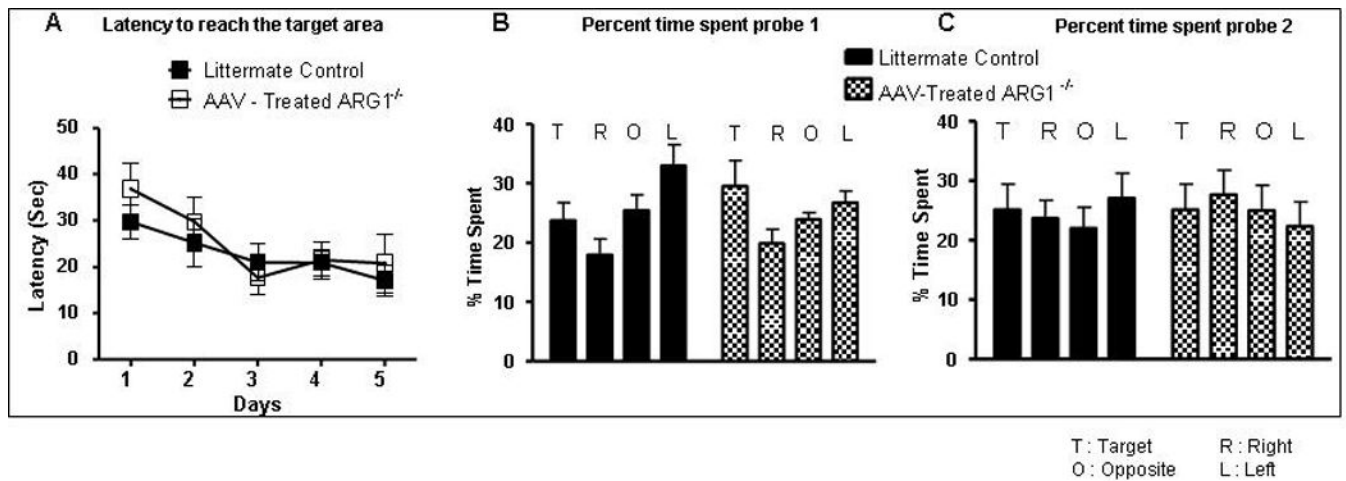 A Latency to reach the target area
Littermate Control
AAV - Treated ARG1-/-
50
40
30
20
10
0
Latency (Sec)
1 2 3 4 5
Days
B Percent time spent probe 1
T R O L T R O L
40
30
20
10
0
% Time Spent
C Percent time spent probe 2
Littermate Control
AAV-Treated ARG1 -/-
T R O L T R O L
40
30
20
10
0
% Time Spent
T : Target R : Right
O : Opposite L : Left